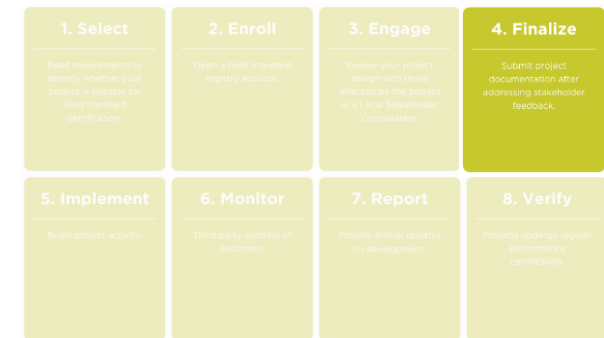 1. Select
Read requirements to
identify whether your
project is suitable for
Gold Standard
certification.
2. Enroll
Open a Gold Standard
registry account.
3. Engage
Review your project
design with those
affected by the project
in a Local Stakeholder
Consultation.
4. Finalize
Submit project
documentation after
addressing stakeholder
feedback.
5. Implement
Begin project activity.
6. Monitor
Third party auditing of
outcomes.
7. Report
Provide annual updates
on development.
8. Verify
Projects undergo regular
performance
certification.